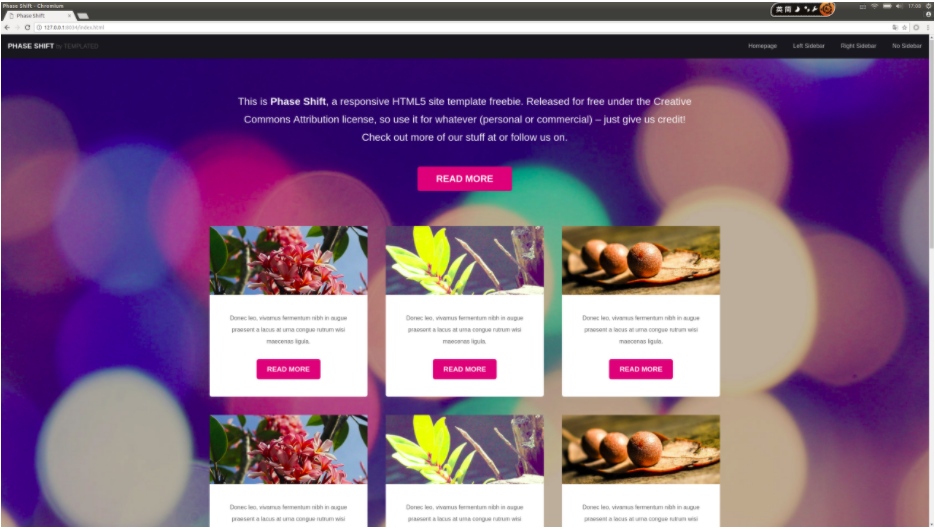 Phase Shift - Chromium
17:08
英 简
Phase Shift
127.0.0.1:8024/index.html
PHASE SHIFT by TEMPLATED
Homepage Left Sidebar Right Sidebar No Sidebar
This is Phase Shift, a responsive HTML5 site template freebie. Released for free under the Creative
Commons Attribution license, so use it for whatever (personal or commercial) – just give us credit!
Check out more of our stuff at or follow us on.
READ MORE
Donec leo, vivamus fermentum nibh in augue
praesent a lacus at urna congue rutrum wisi
maecenas ligula.
READ MORE
Donec leo, vivamus fermentum nibh in augue
praesent a lacus at urna congue rutrum wisi
maecenas ligula.
READ MORE
Donec leo, vivamus fermentum nibh in augue
praesent a lacus at urna congue rutrum wisi
maecenas ligula.
READ MORE
Donec leo, vivamus fermentum nibh in augue
praesent a lacus at urna congue rutrum wisi
Donec leo, vivamus fermentum nibh in augue
praesent a lacus at urna congue rutrum wisi
Donec leo, vivamus fermentum nibh in augue
praesent a lacus at urna congue rutrum wisi